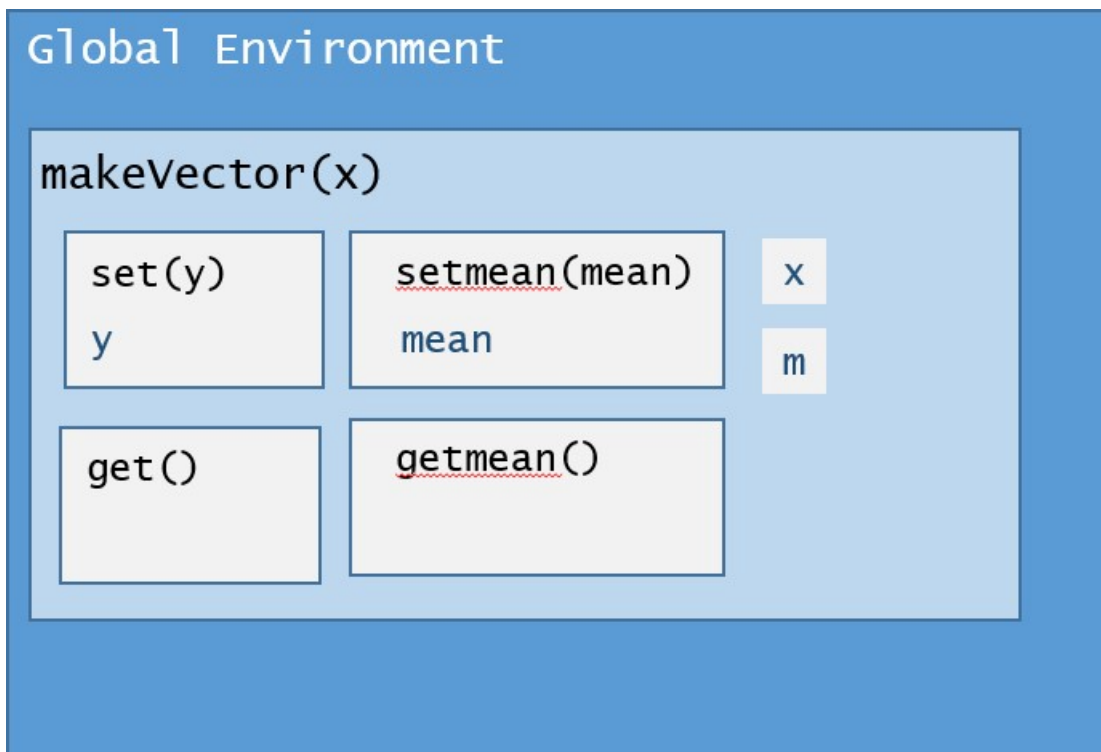 Global Environment
makeVector(x)
set(y)
y
setmean(mean)
mean
x
m
get()
getmean()